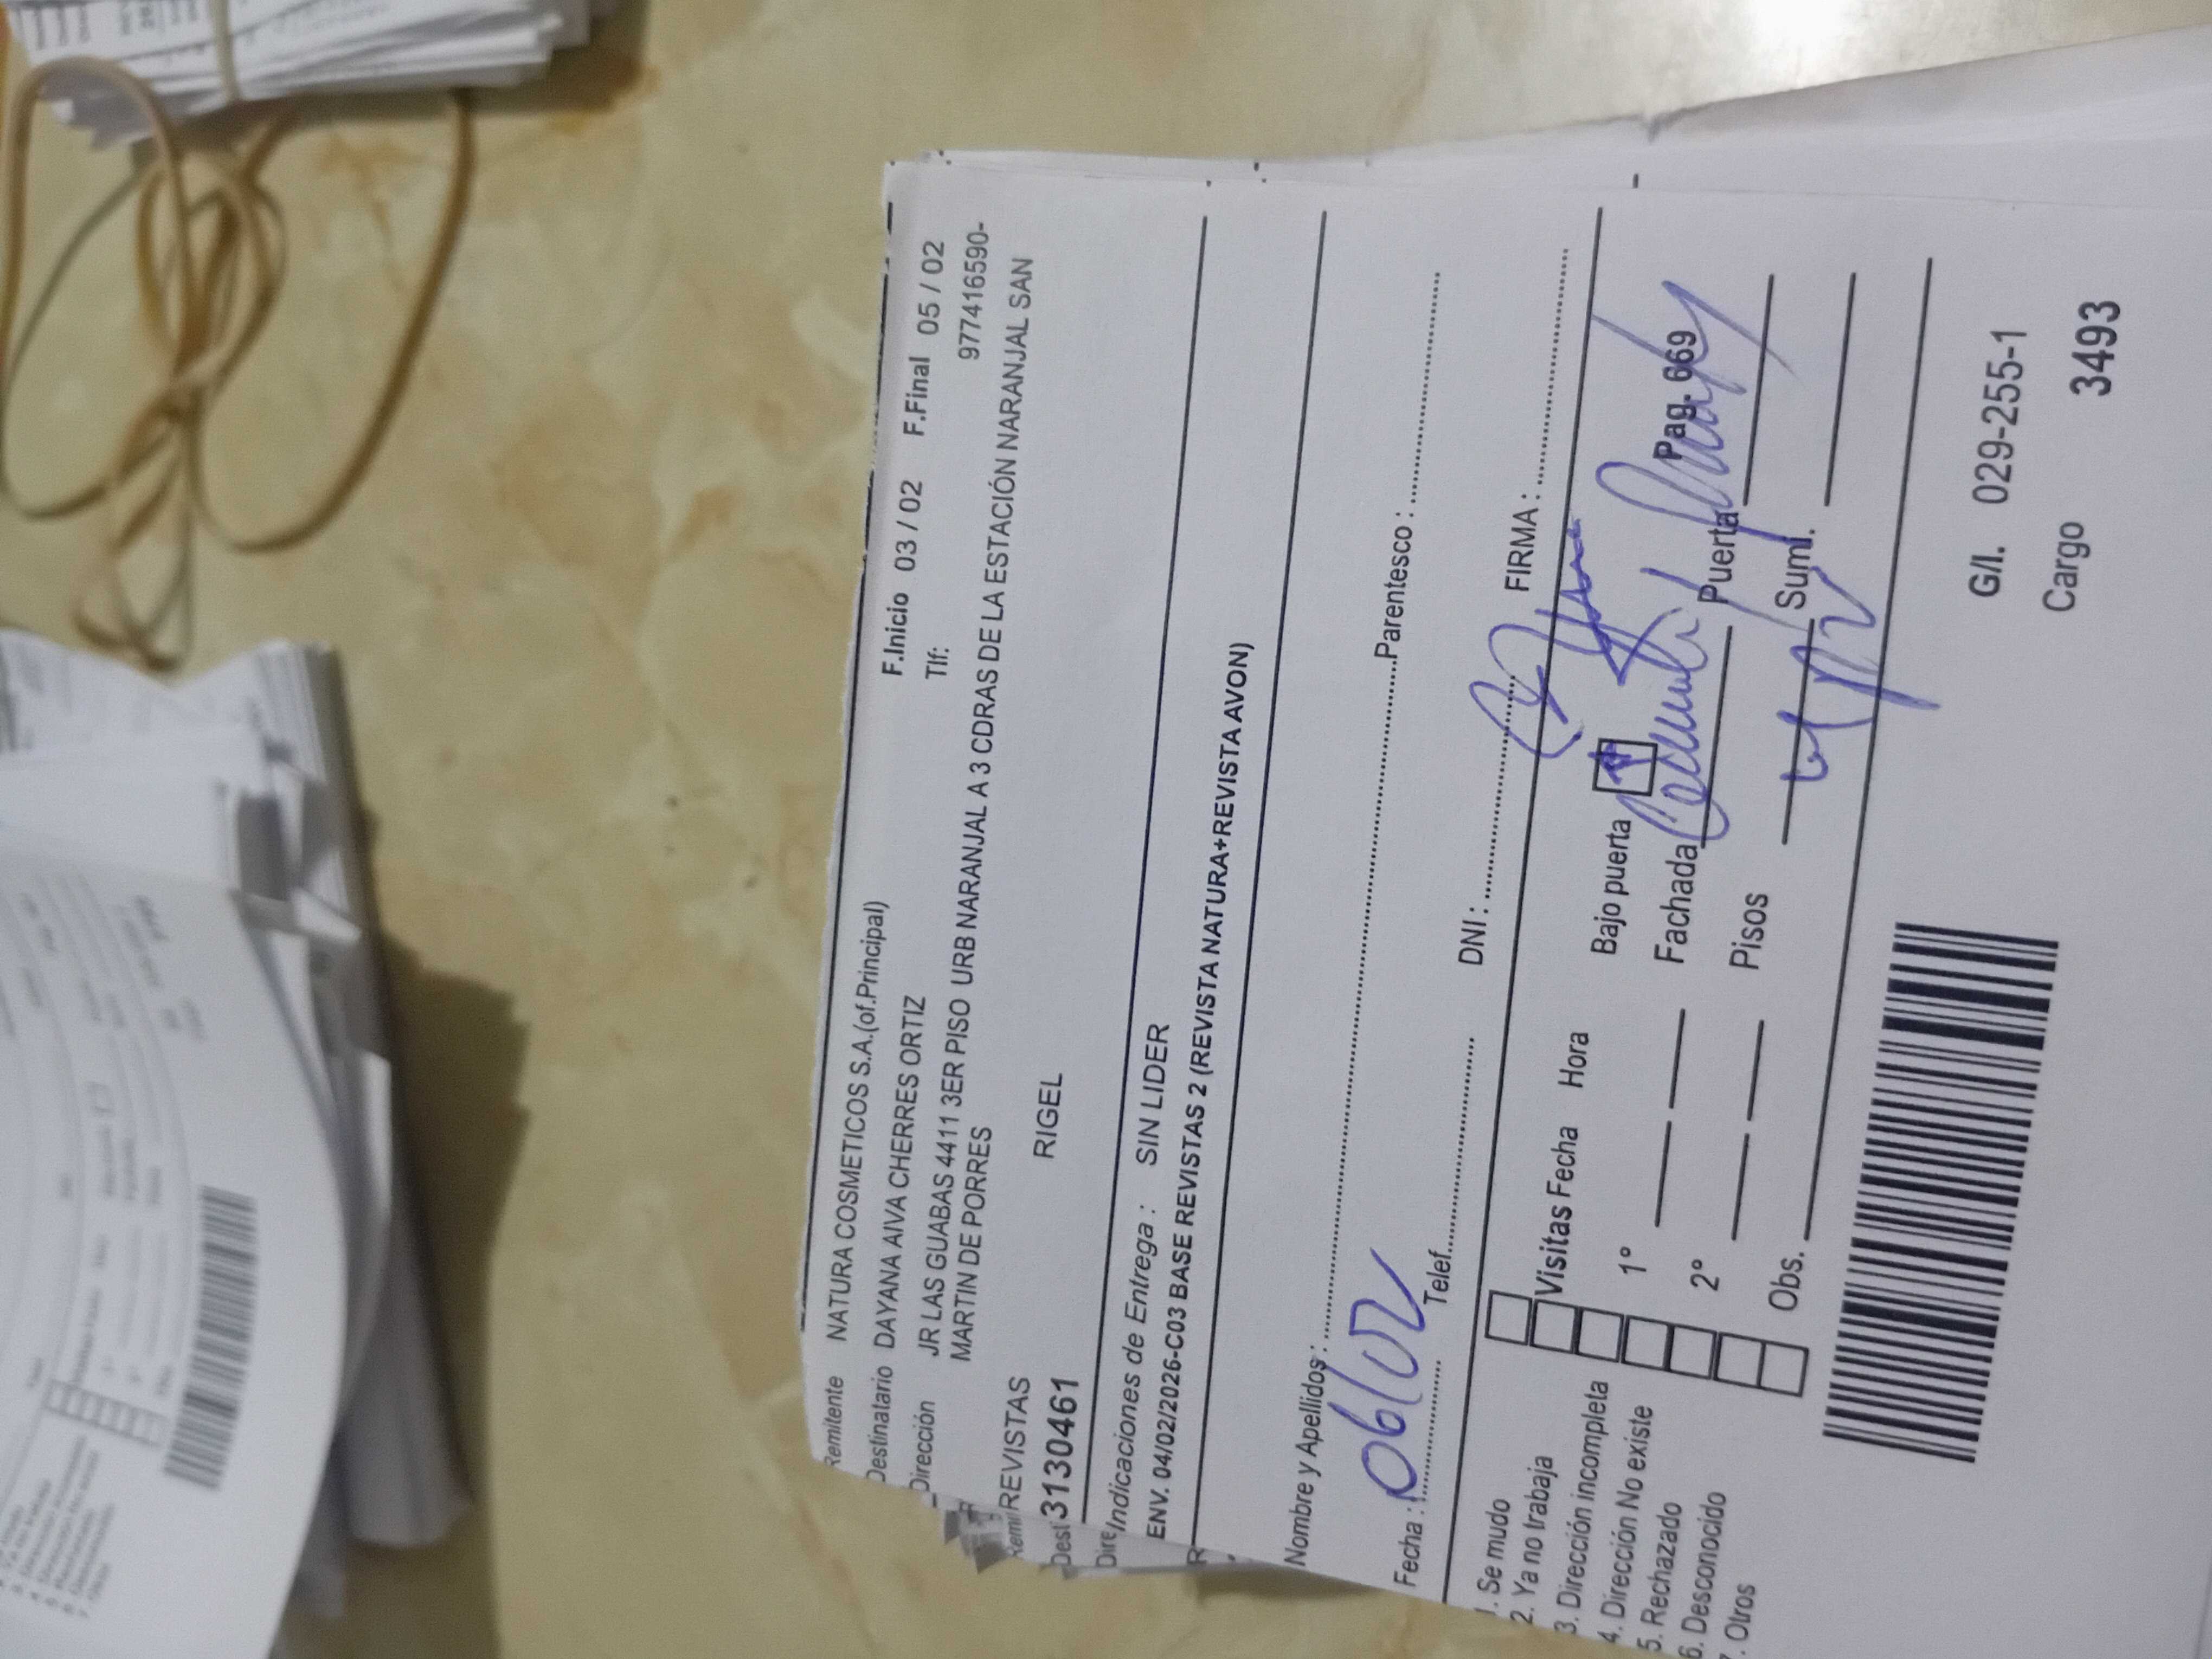 Remitente NATURA COSMETICOS S.A.(of.Principal)
F.Inicio 03 / 02 F.Final 05 / 02
Destinatario DAYANA AIVA CHERRES ORTIZ
Tlf: 977416590-
Dirección JR LAS GUABAS 4411 3ER PISO URB NARANJAL A 3 CDRAS DE LA ESTACIÓN NARANJAL SAN
MARTIN DE PORRES
REVISTAS
RIGEL
31130461
Indicaciones de Entrega : SIN LIDER
ENV. 04/02/2026-C03 BASE REVISTAS 2 (REVISTA NATURA+REVISTA AVON)
Nombre y Apellidos : Parentesco :
Fecha : 06/02 Telef. DNI : FIRMA :
1. Se mudo
2. Ya no trabaja
3. Dirección incompleta
4. Dirección No existe
5. Rechazado
6. Desconocido
7. Otros
Visitas Fecha Hora
1°
2°
Obs.
Bajo puerta
Fachada Puerta
Pisos Sumi.
Pag. 669
G/I. 029-255-1
Cargo 3493